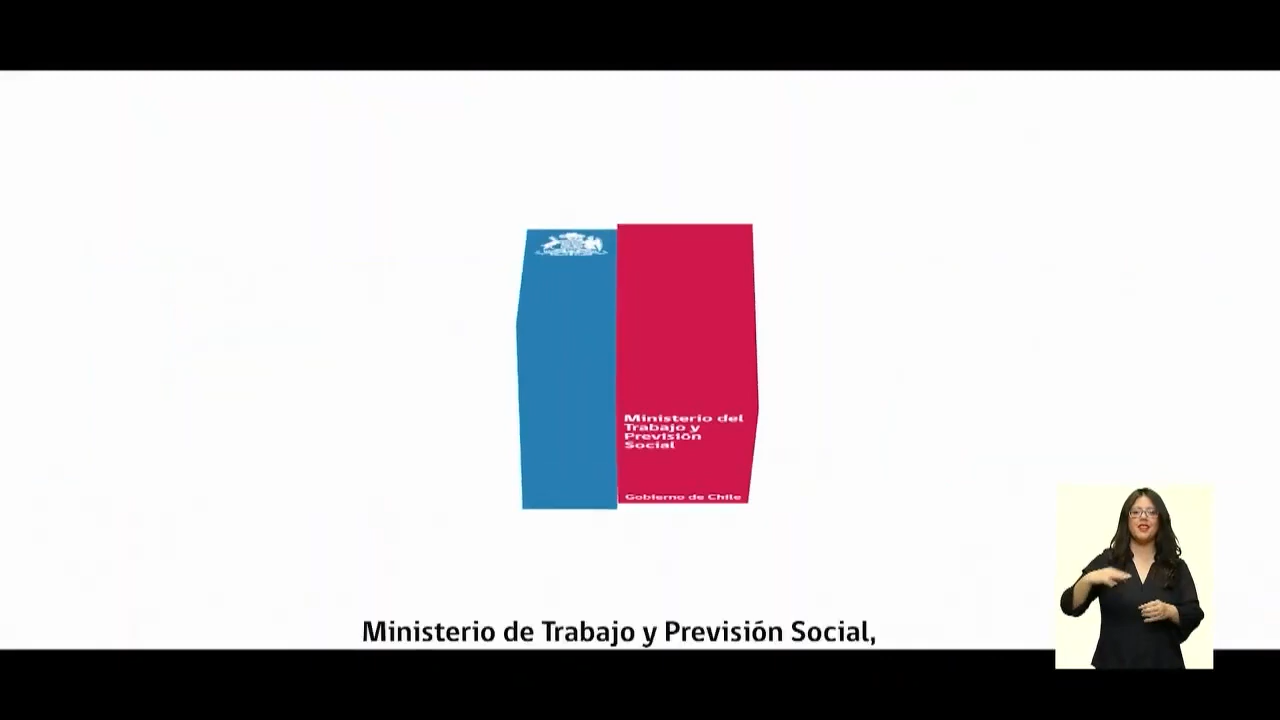 Ministerio del
Trabajo y
Previsión
Social
Gobierno de Chile
Ministerio de Trabajo y Previsión Social,